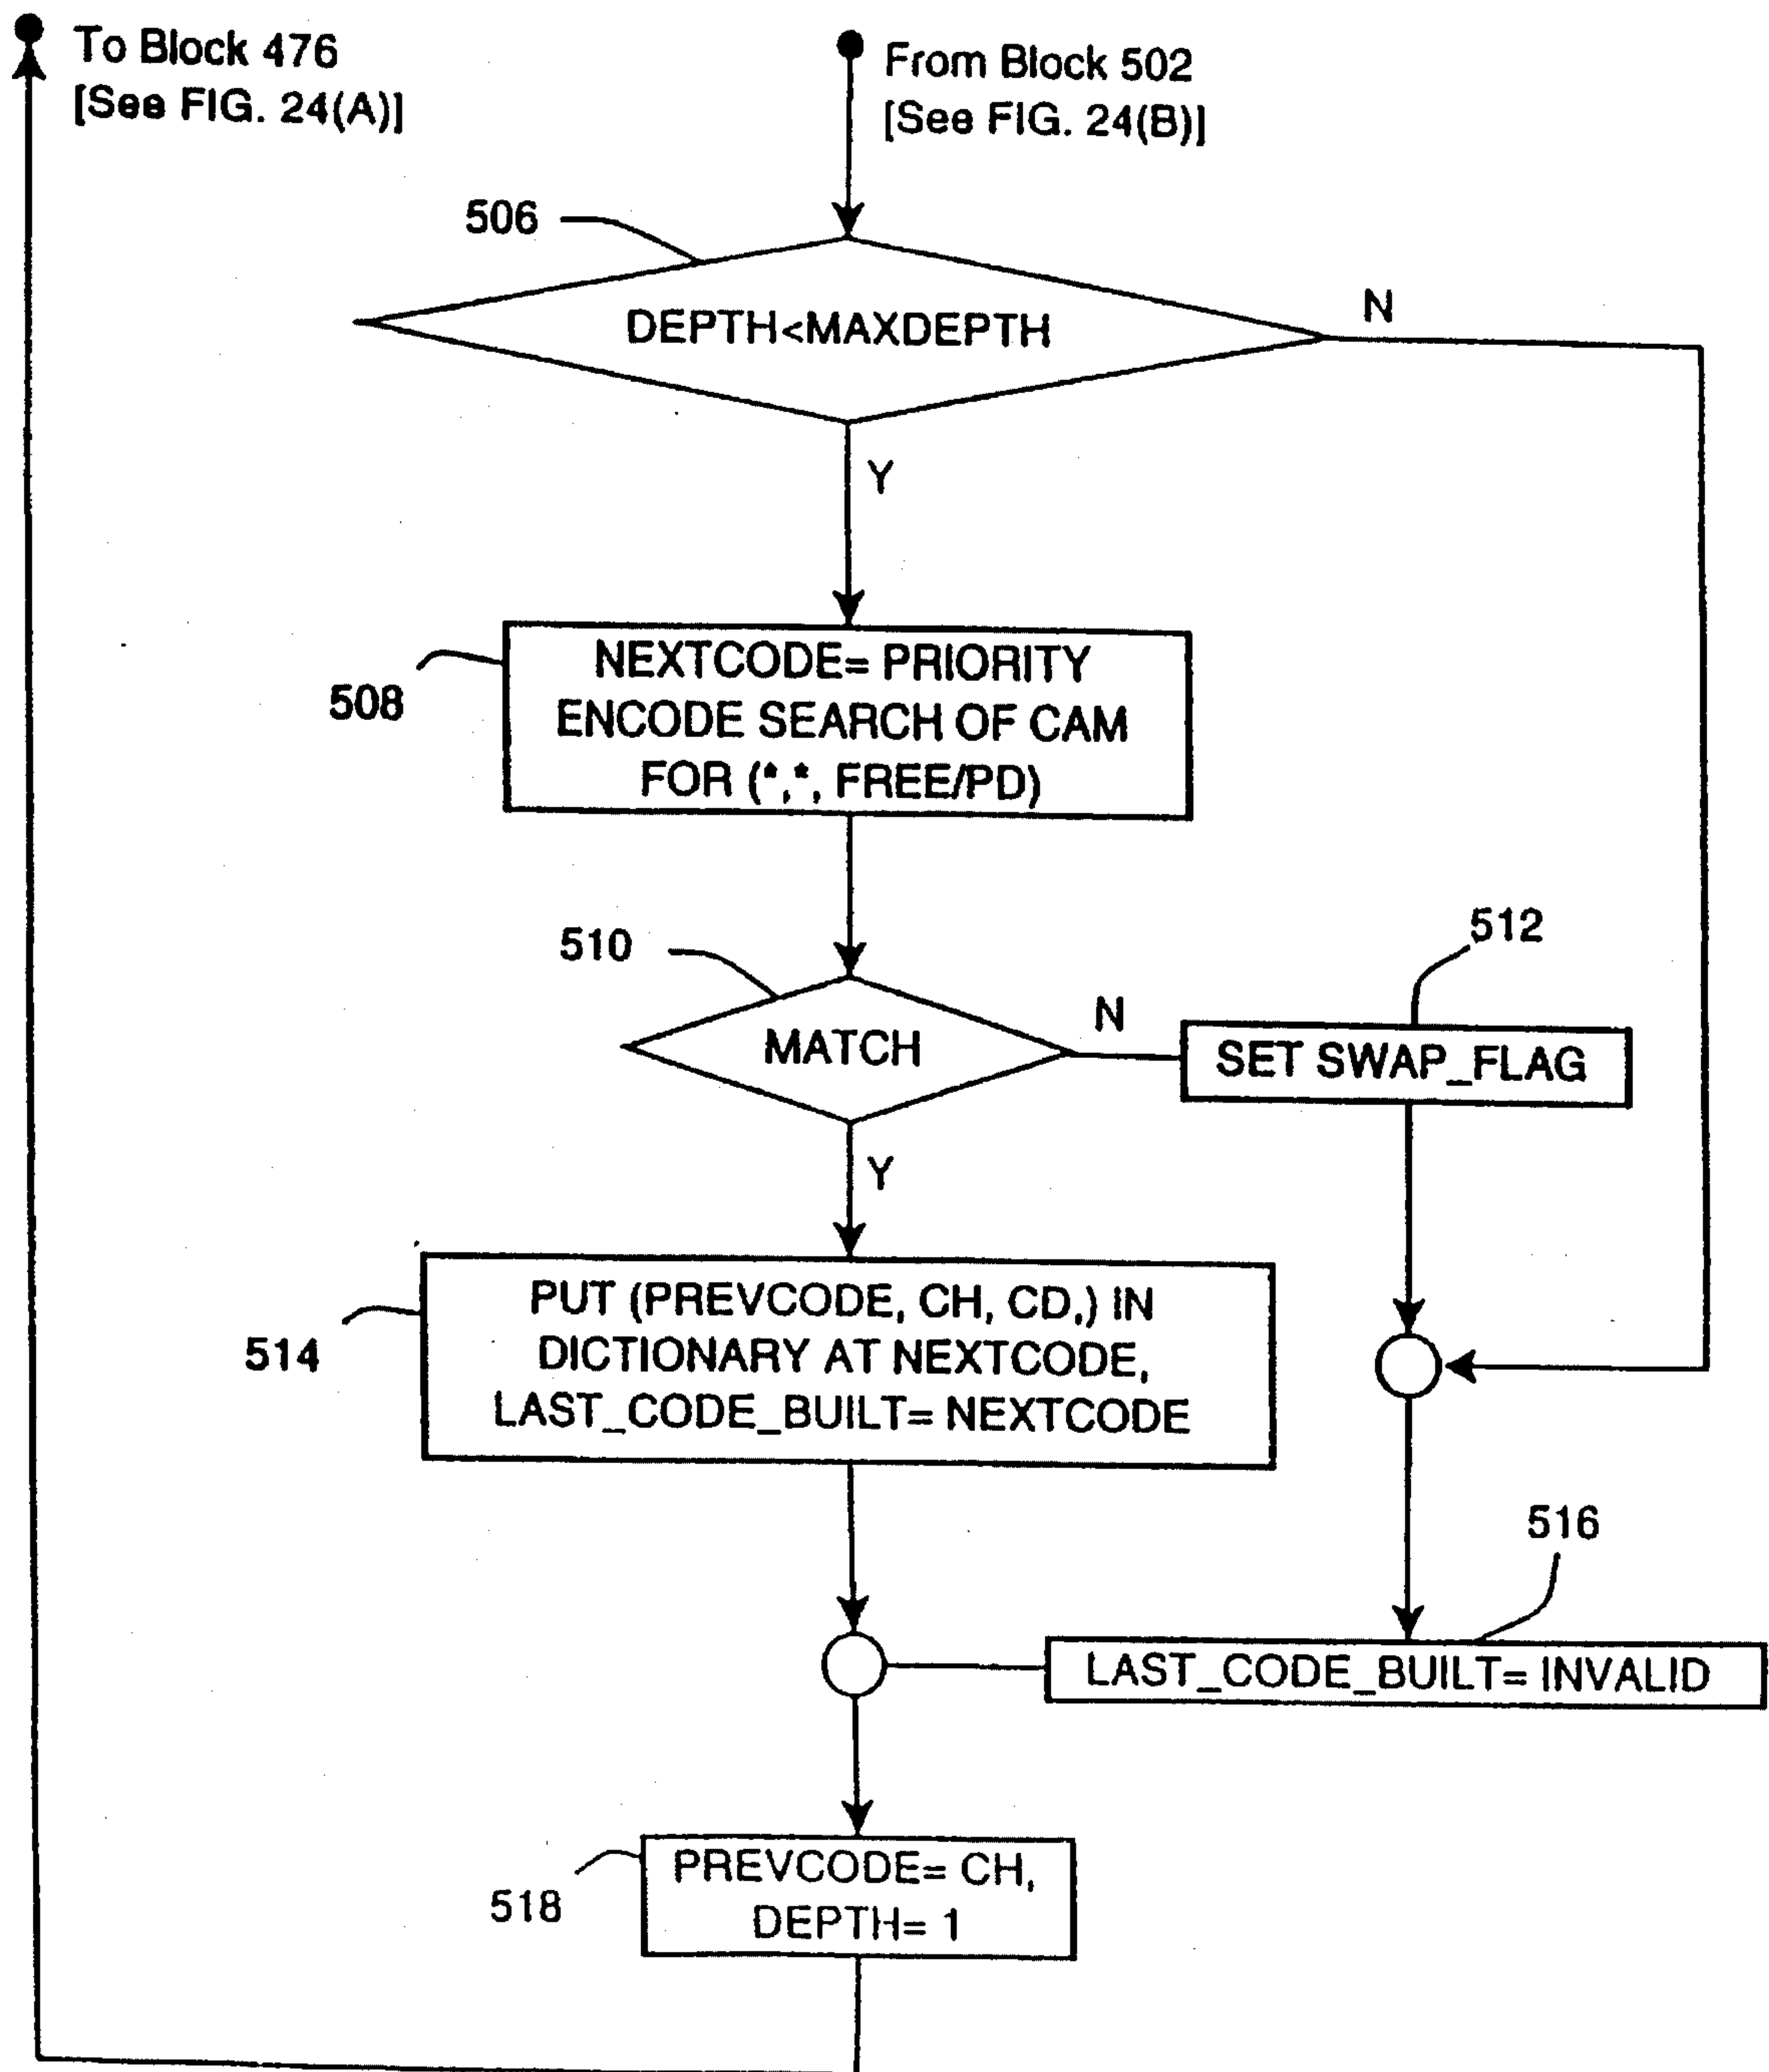 To Block 476
[See FIG. 24(A)]
From Block 502
[See FIG. 24(B)]
506
DEPTH<MAXDEPTH
N
Y
508
NEXTCODE= PRIORITY
ENCODE SEARCH OF CAM
FOR (*,*, FREE/PD)
510
MATCH
N
512
SET SWAP_FLAG
Y
514
PUT (PREVCODE, CH, CD,) IN
DICTIONARY AT NEXTCODE,
LAST_CODE_BUILT= NEXTCODE
516
LAST_CODE_BUILT= INVALID
518
PREVCODE= CH,
DEPTH= 1